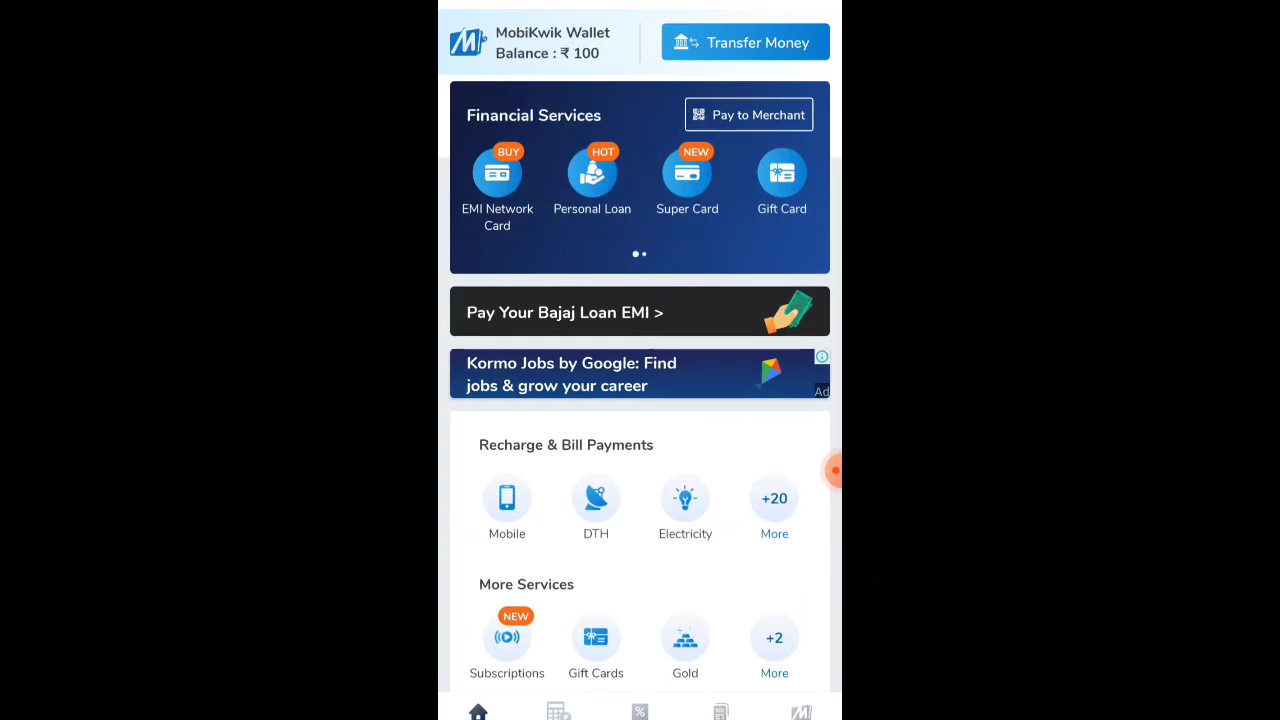 MobiKwik Wallet
Balance : ₹ 100
Transfer Money
Financial Services
Pay to Merchant
BUY
HOT
NEW
EMI Network
Card
Personal Loan
Super Card
Gift Card
Pay Your Bajaj Loan EMI >
Kormo Jobs by Google: Find
jobs & grow your career
Ad
Recharge & Bill Payments
+20
Mobile
DTH
Electricity
More
More Services
NEW
+2
Subscriptions
Gift Cards
Gold
More